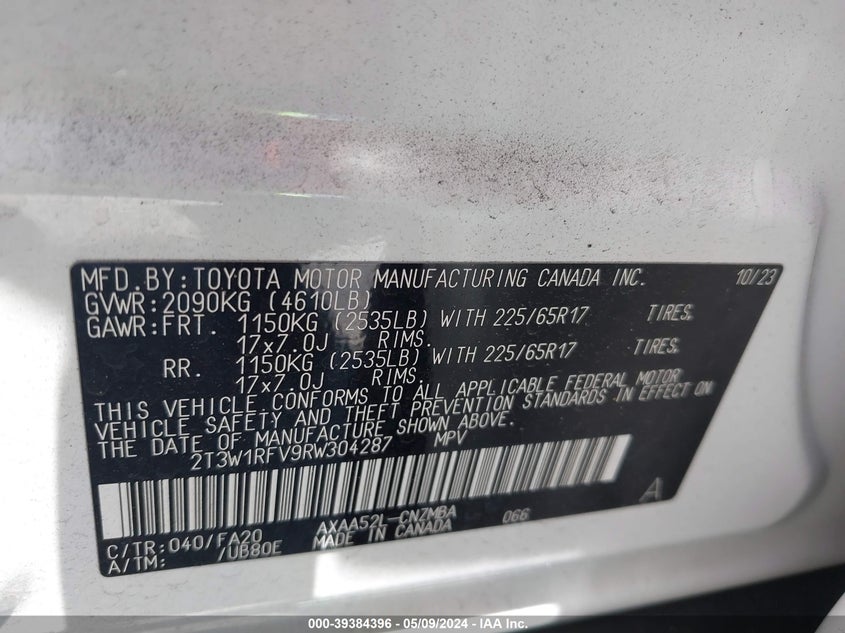 MFD.BY:TOYOTA MOTOR MANUFACTURING CANADA INC. 10/23
GVWR:2090KG (4610LB)
GAWR:FRT. 1150KG (2535LB) WITH 225/65R17 TIRES.
17x7.0J RIMS.
RR. 1150KG (2535LB) WITH 225/65R17 TIRES.
17x7.0J RIMS.
THIS VEHICLE CONFORMS TO ALL APPLICABLE FEDERAL MOTOR
VEHICLE SAFETY AND THEFT PREVENTION STANDARDS IN EFFECT ON
THE DATE OF MANUFACTURE SHOWN ABOVE.
2T3W1RFV9RW304287 MPV
A
C/TR:040/FA20 AXAA52L-CNZMBA 066
A/TM: /UB80E MADE IN CANADA
000-39384396 - 05/09/2024 - IAA Inc.